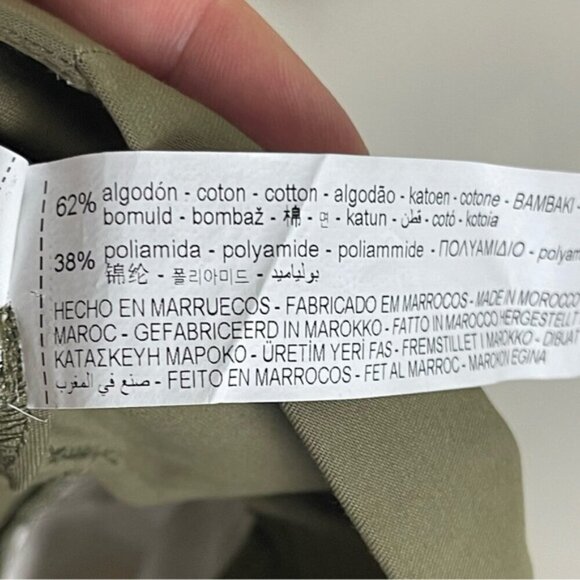 62% algodón - coton - cotton - algodão - katoen - cotone - ΒΑΜΒΑΚΙ -
bomuld - bombaž - 棉 - 면 - katun - قطن - cotó - kotoia
38% poliamida - polyamide - poliammide - ΠΟΛΥΑΜΙΔΙΟ - polyam
锦纶 - 폴리아미드 - بولياميد
HECHO EN MARRUECOS - FABRICADO EM MARROCOS - MADE IN MOROCCO
MAROC - GEFABRICEERD IN MAROKKO - FATTO IN MAROCCO HERGESTELLT
ΚΑΤΑΣΚΕΥΗ ΜΑΡΟΚΟ - ÜRETİM YERİ FAS - FREMSTILLET I MAROKKO - DIBUAT
صنع في المغرب - FEITO EN MARROCOS - FET AL MARROC - MAROKON EGINA